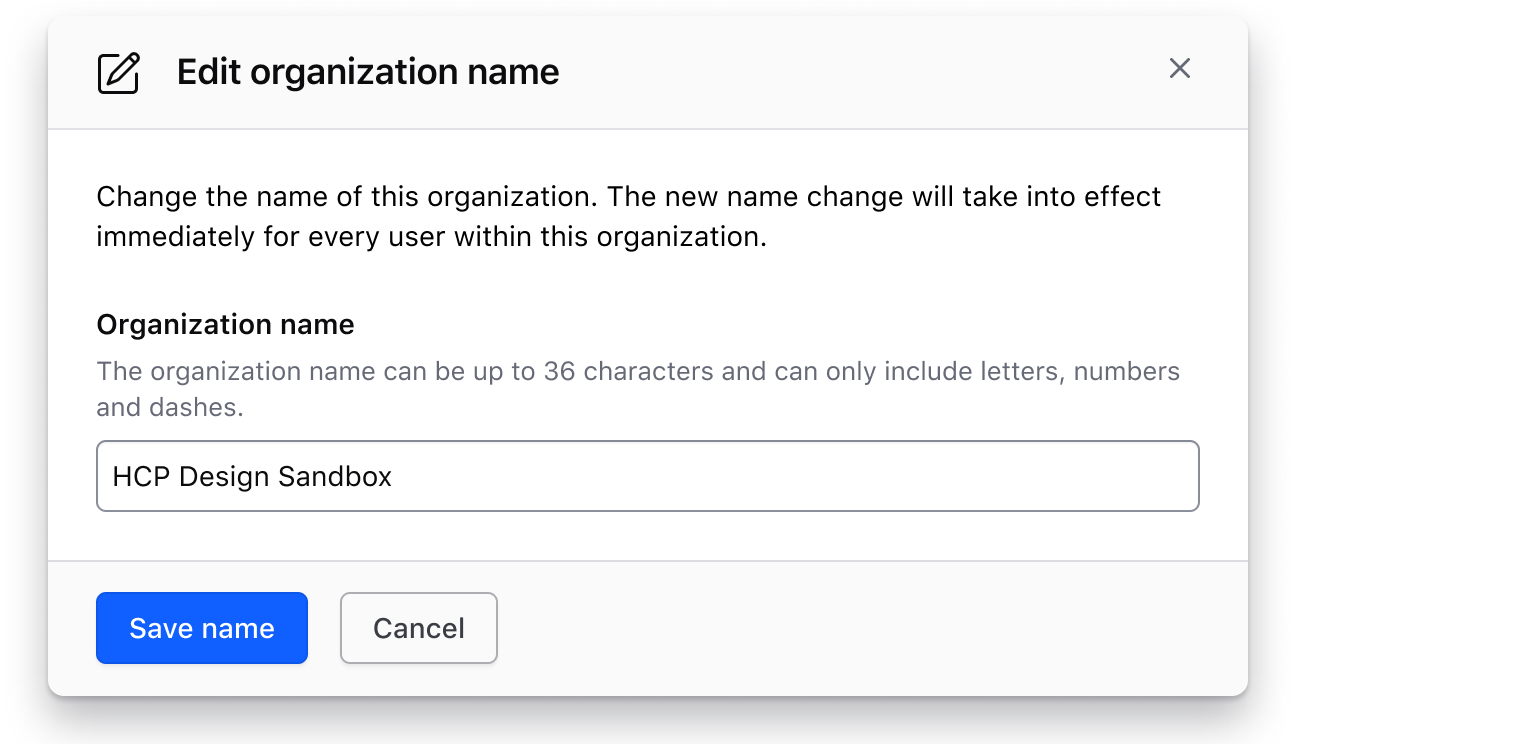 Edit organization name
Change the name of this organization. The new name change will take into effect
immediately for every user within this organization.
Organization name
The organization name can be up to 36 characters and can only include letters, numbers
and dashes.
HCP Design Sandbox
Save name
Cancel